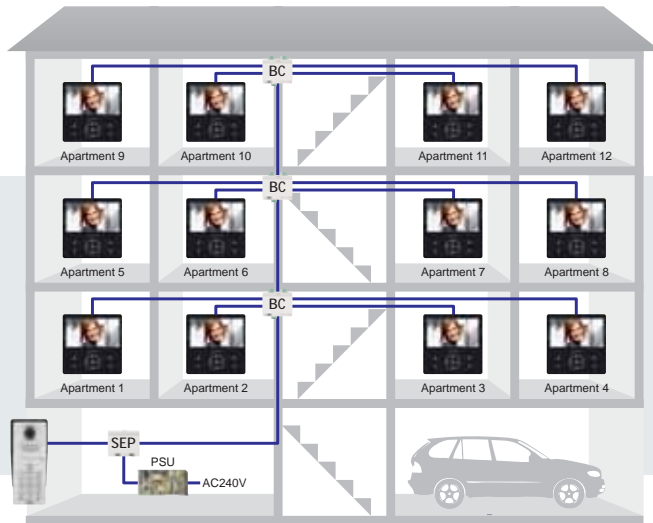 BC
Apartment 9
Apartment 10
Apartment 11
Apartment 12
BC
Apartment 5
Apartment 6
Apartment 7
Apartment 8
BC
Apartment 1
Apartment 2
Apartment 3
Apartment 4
SEP
PSU
AC240V